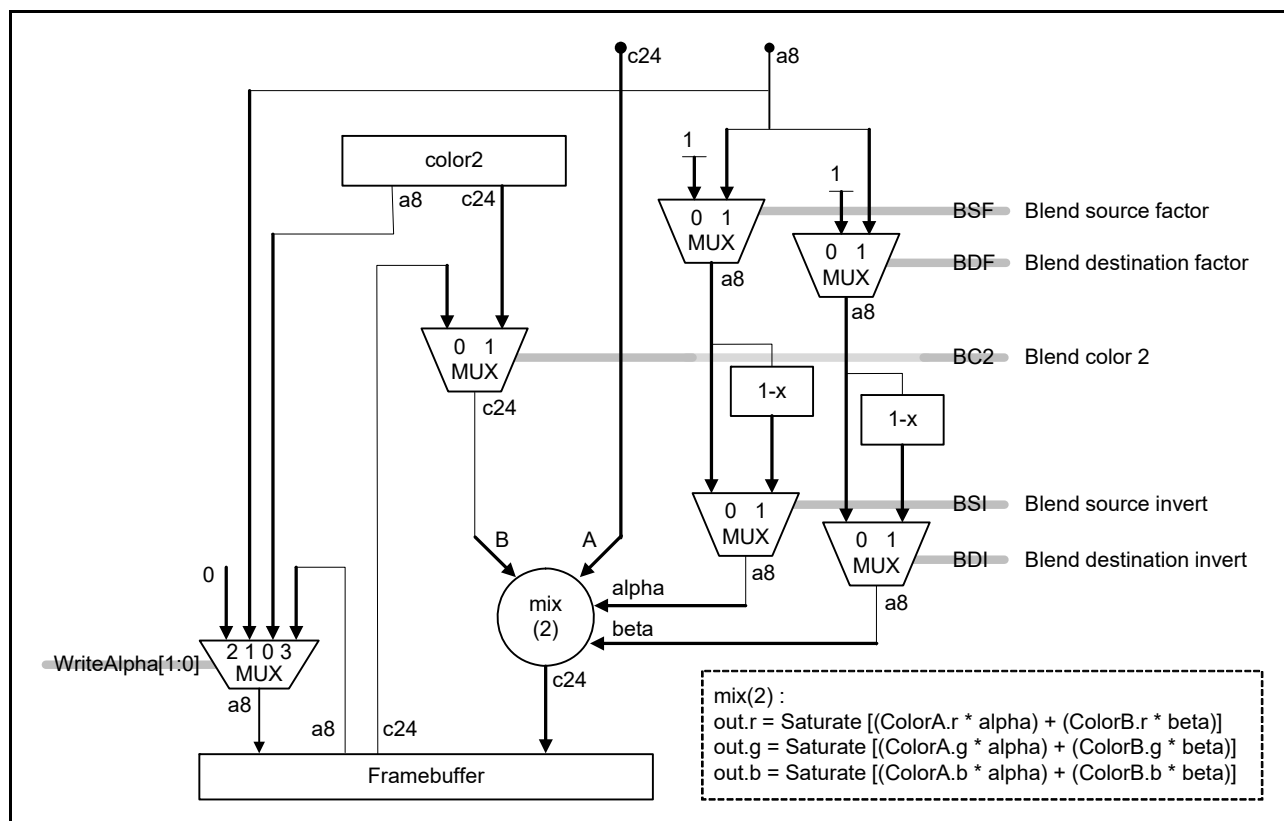 c24
a8
1
color2
a8
c24
1
0 1
MUX
BSF
Blend source factor
a8
0 1
MUX
BDF
Blend destination factor
a8
0 1
MUX
BC2
Blend color 2
c24
1-x
1-x
0 1
MUX
BSI
Blend source invert
a8
B
A
0 1
MUX
BDI
Blend destination invert
a8
0
alpha
mix
(2)
beta
2 1 0 3
MUX
WriteAlpha[1:0]
a8
a8
c24
c24
Framebuffer
mix(2) :
out.r = Saturate [(ColorA.r * alpha) + (ColorB.r * beta)]
out.g = Saturate [(ColorA.g * alpha) + (ColorB.g * beta)]
out.b = Saturate [(ColorA.b * alpha) + (ColorB.b * beta)]